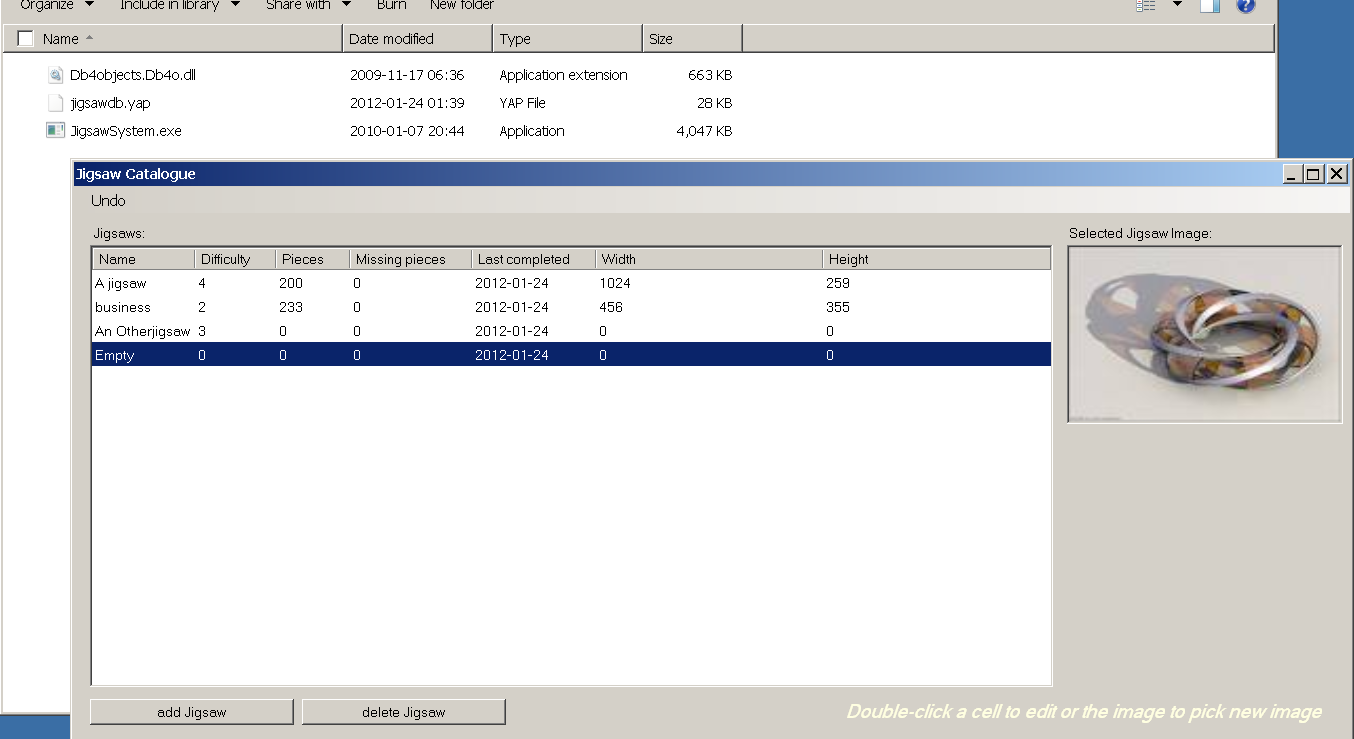 Organize Include in library Share with Burn New folder
Name Date modified Type Size
Db4objects.Db4o.dll 2009-11-17 06:36 Application extension 663 KB
jigsawdb.yap 2012-01-24 01:39 YAP File 28 KB
JigsawSystem.exe 2010-01-07 20:44 Application 4,047 KB
Jigsaw Catalogue
Undo
Jigsaws: Selected Jigsaw Image:
Name Difficulty Pieces Missing pieces Last completed Width Height
A jigsaw 4 200 0 2012-01-24 1024 259
business 2 233 0 2012-01-24 456 355
An Otherjigsaw 3 0 0 2012-01-24 0 0
Empty 0 0 0 2012-01-24 0 0
add Jigsaw delete Jigsaw Double-click a cell to edit or the image to pick new image